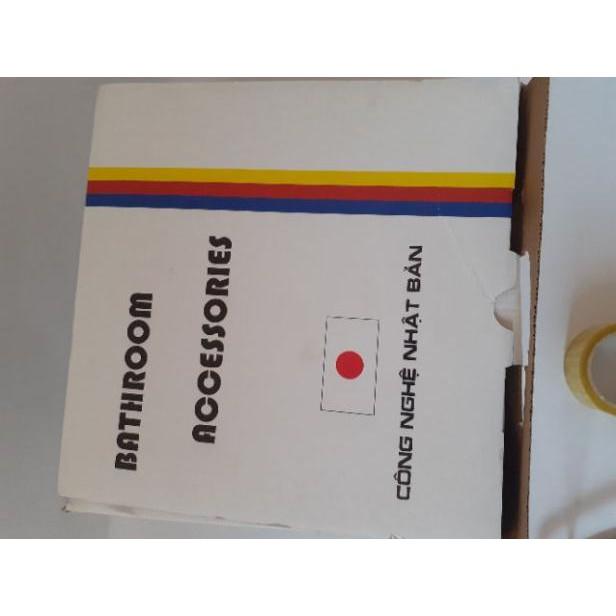 BATHROOM
ACCESSORIES
CÔNG NGHỆ NHẬT BẢN